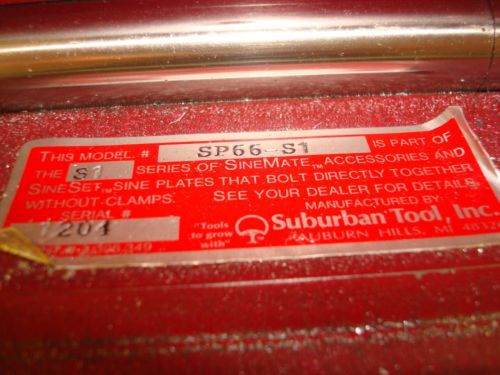 THIS MODEL # SP66-S1 IS PART OF
THE S1 SERIES OF SINEMATE™ ACCESSORIES AND
SINESET™ SINE PLATES THAT BOLT DIRECTLY TOGETHER
WITHOUT CLAMPS. SEE YOUR DEALER FOR DETAILS.
SERIAL # MANUFACTURED BY:
1204 "Tools to grow with" Suburban Tool, Inc.
AUBURN HILLS, MI